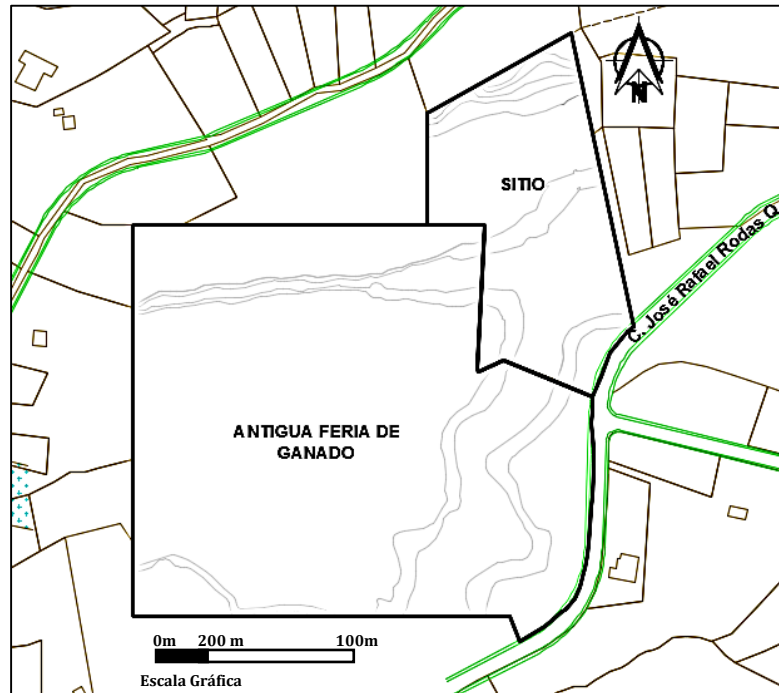 N
SITIO
C. José Rafael Rodas Q.
ANTIGUA FERIA DE
GANADO
0m 200 m 100m
Escala Gráfica